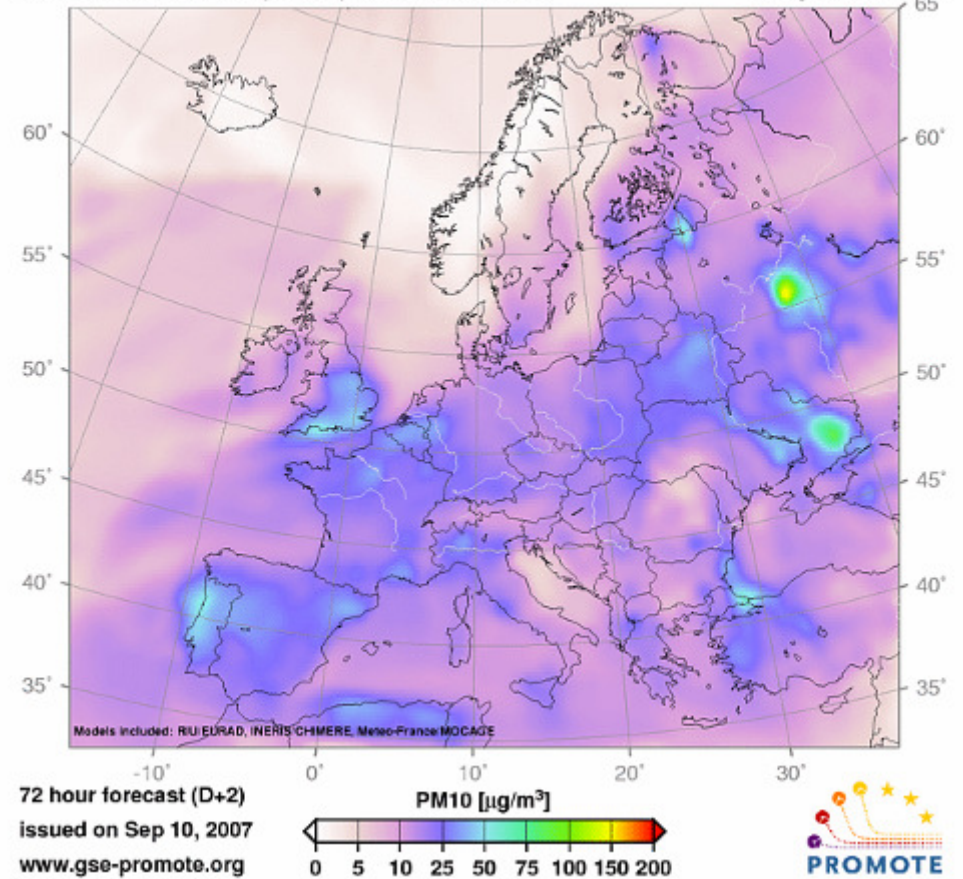 65
60°
60°
55°
55°
50°
50°
45°
45°
40°
40°
35°
35°
Models included: RIU/EURAD, INERIS/CHIMERE, Meteo-France/MOCAGE
-10°
0°
10°
20°
30°
72 hour forecast (D+2)
issued on Sep 10, 2007
www.gse-promote.org
PM10 [µg/m³]
0 5 10 25 50 75 100 150 200
PROMOTE